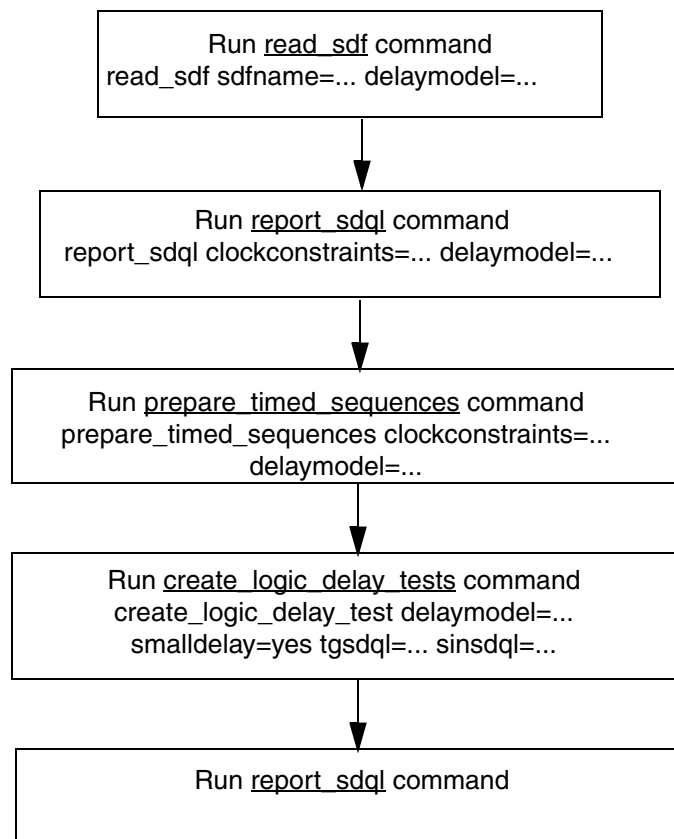 Run read_sdf command
read_sdf sdfname=... delaymodel=...
Run report_sdql command
report_sdql clockconstraints=... delaymodel=...
Run prepare_timed_sequences command
prepare_timed_sequences clockconstraints=...
delaymodel=...
Run create_logic_delay_tests command
create_logic_delay_test delaymodel=...
smalldelay=yes tgsdql=... sinsdql=...
Run report_sdql command